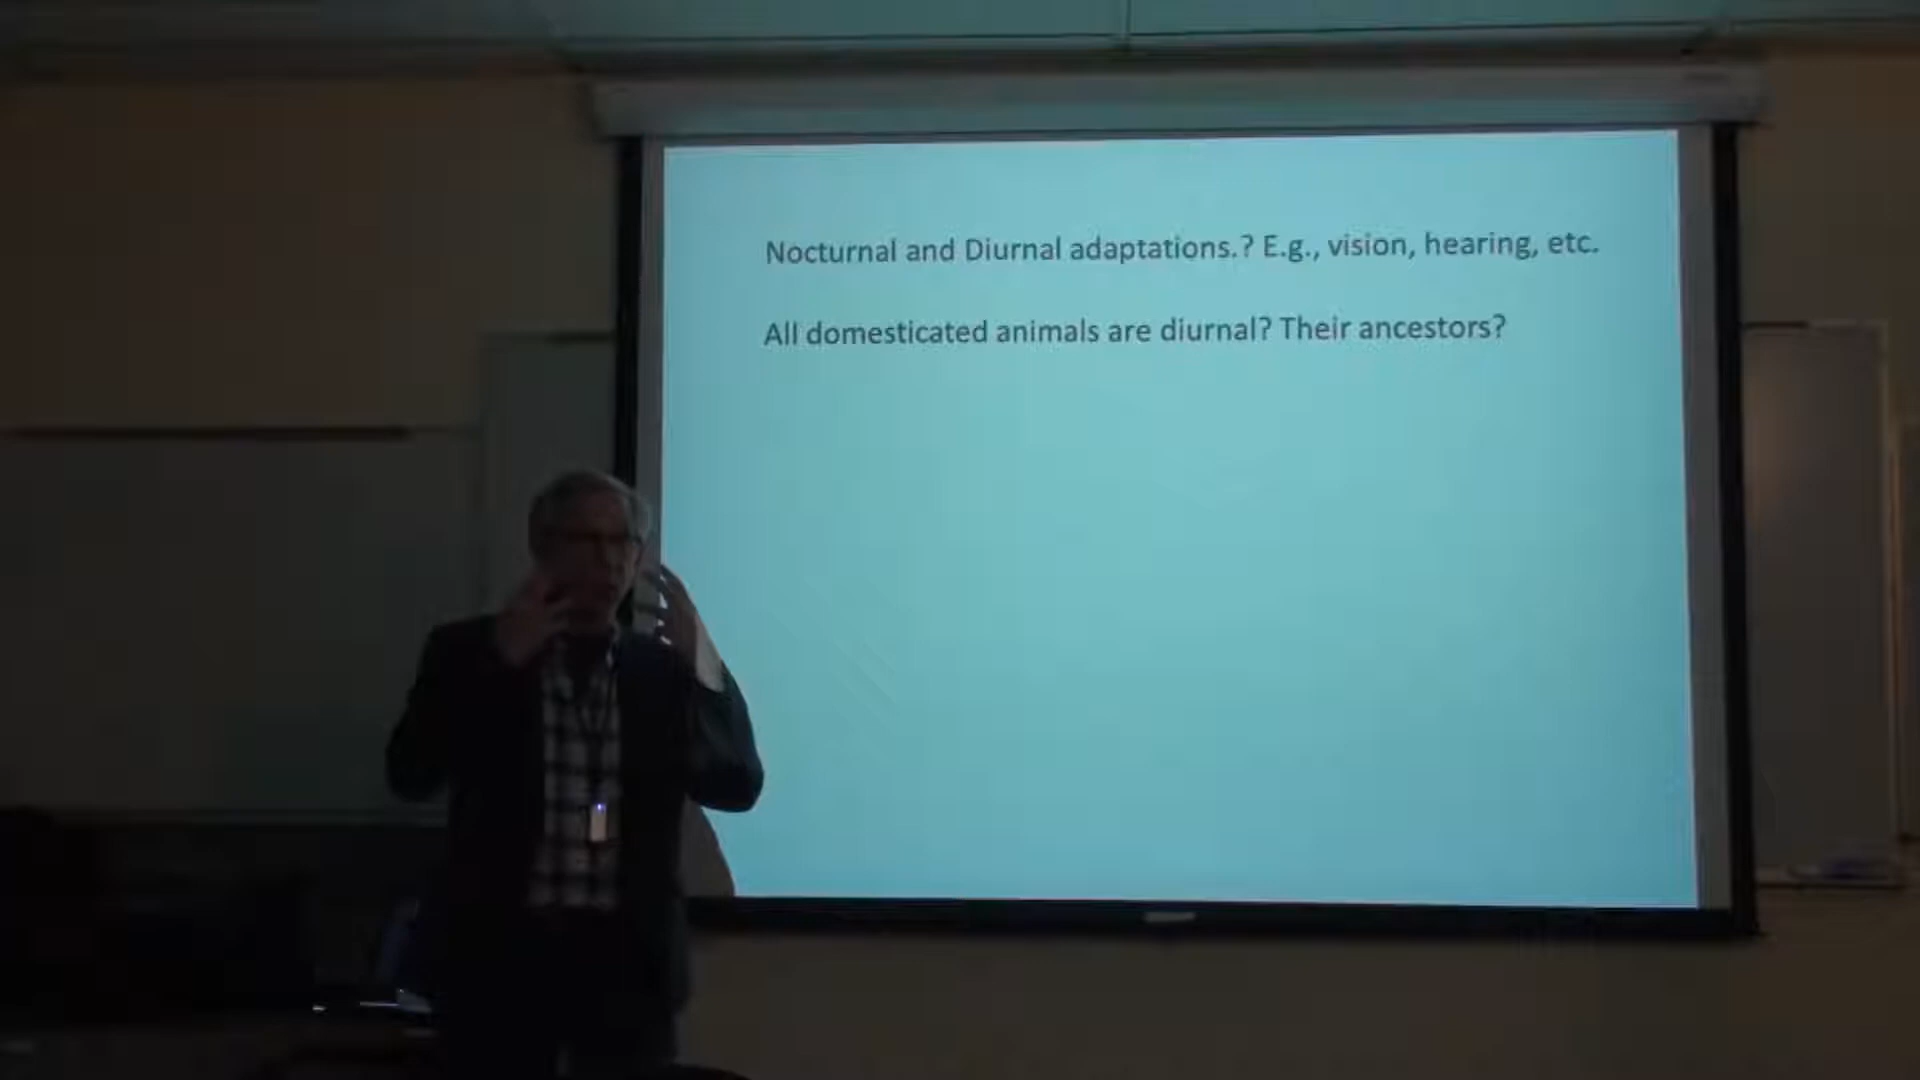 Nocturnal and Diurnal adaptations.? E.g., vision, hearing, etc.
All domesticated animals are diurnal? Their ancestors?